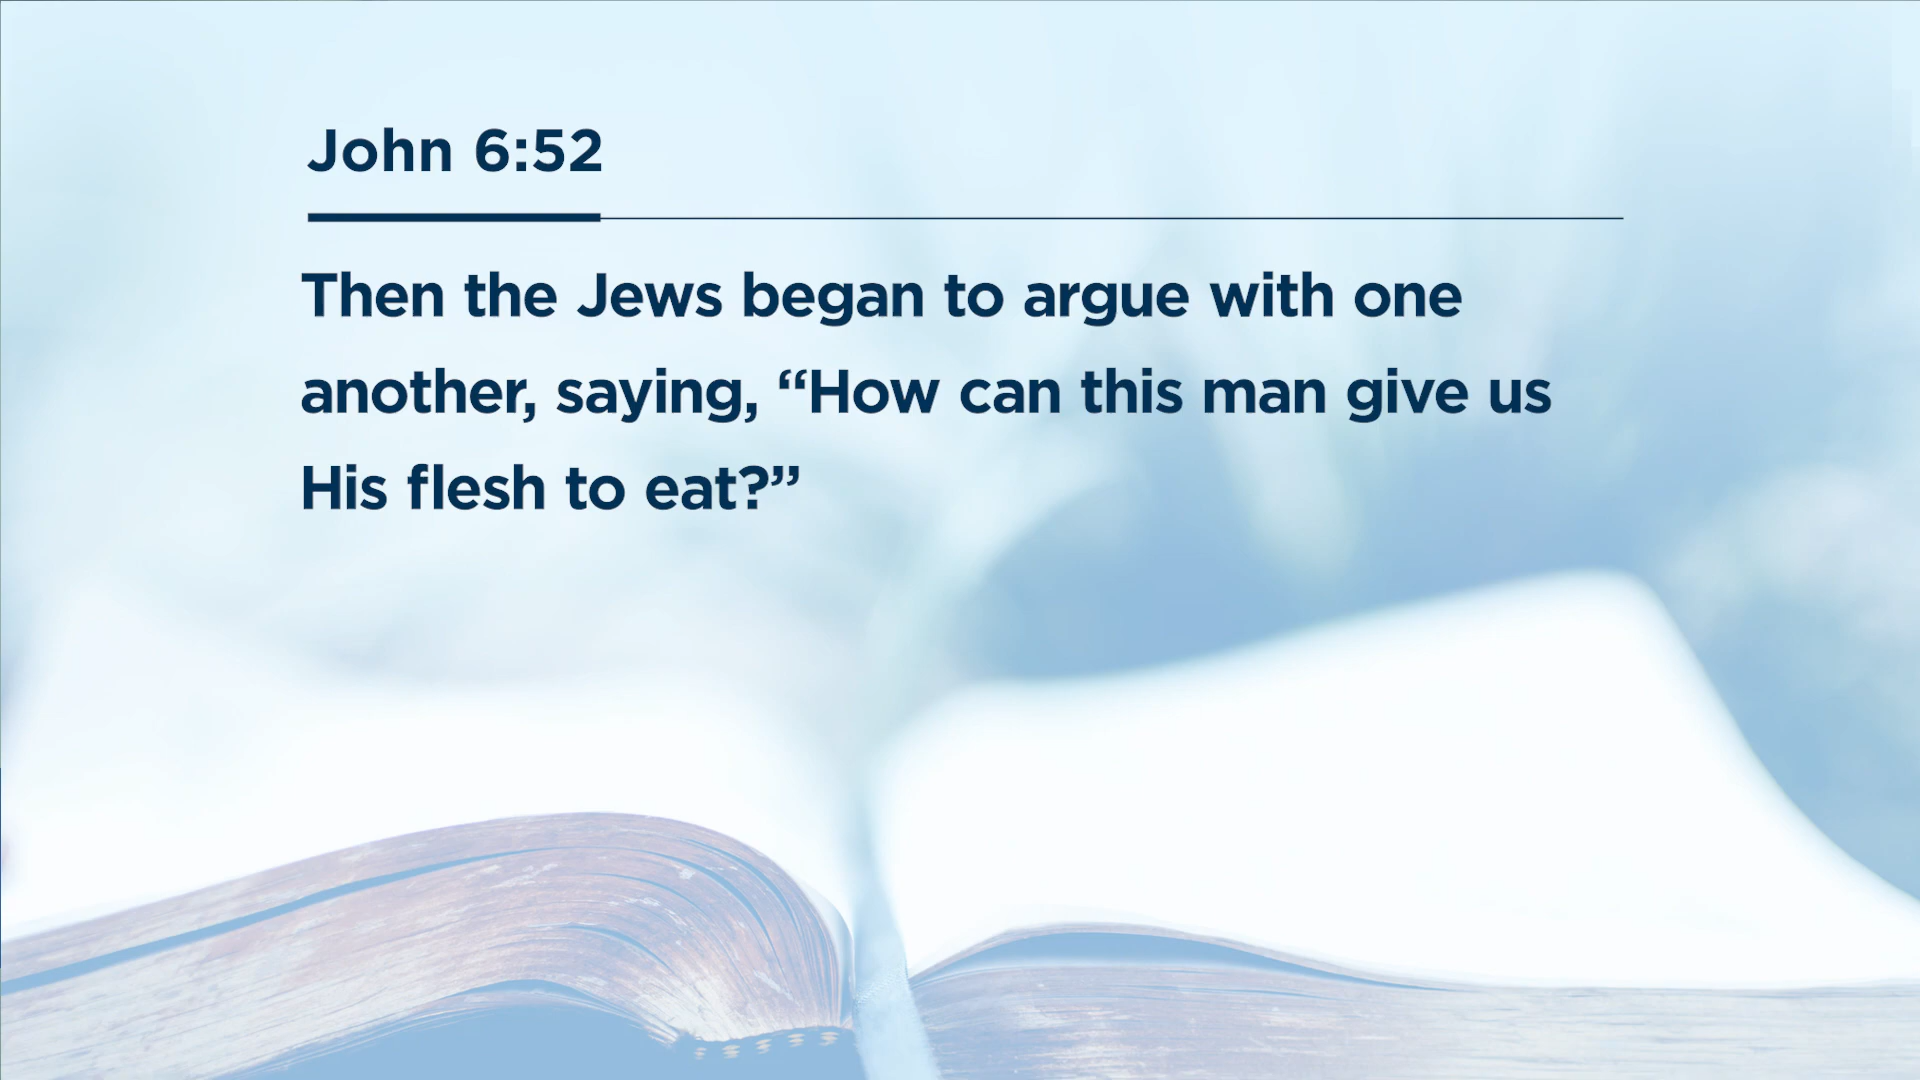 John 6:52
Then the Jews began to argue with one
another, saying, “How can this man give us
His flesh to eat?”